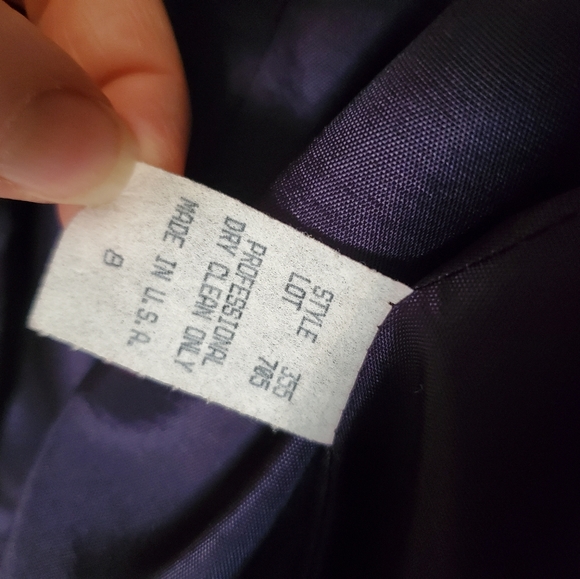 STYLE 355
LOT 705
PROFESSIONAL
DRY CLEAN ONLY
MADE IN U.S.A.
8